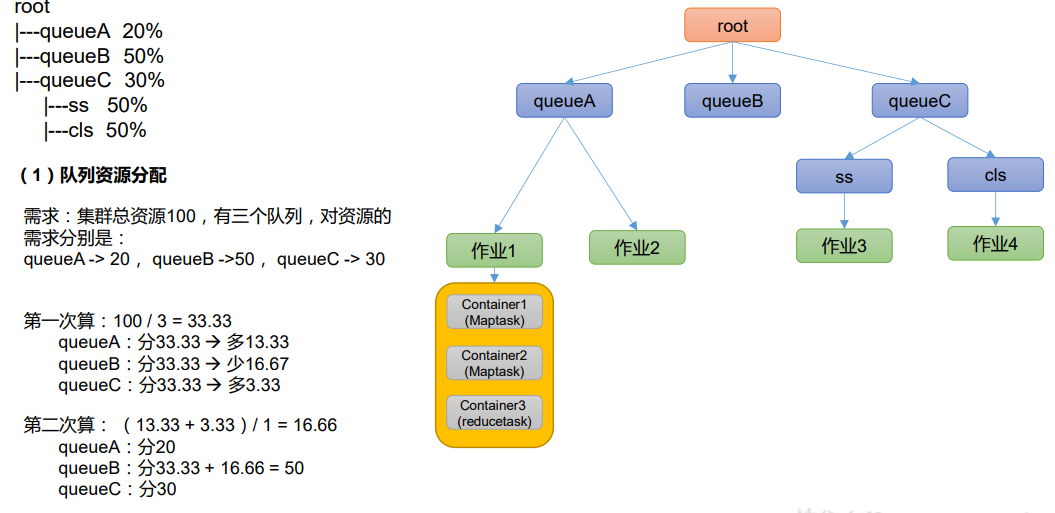 root
|---queueA 20%
|---queueB 50%
|---queueC 30%
|---ss 50%
|---cls 50%
（1）队列资源分配
需求：集群总资源100，有三个队列，对资源的
需求分别是：
queueA -> 20 ， queueB ->50 ， queueC -> 30
第一次算：100 / 3 = 33.33
queueA：分33.33 → 多13.33
queueB：分33.33 → 少16.67
queueC：分33.33 → 多3.33
第二次算：（13.33 + 3.33）/ 1 = 16.66
queueA：分20
queueB：分33.33 + 16.66 = 50
queueC：分30
root
queueA
queueB
queueC
ss
cls
作业1
作业2
作业3
作业4
Container1
(Maptask)
Container2
(Maptask)
Container3
(reducetask)